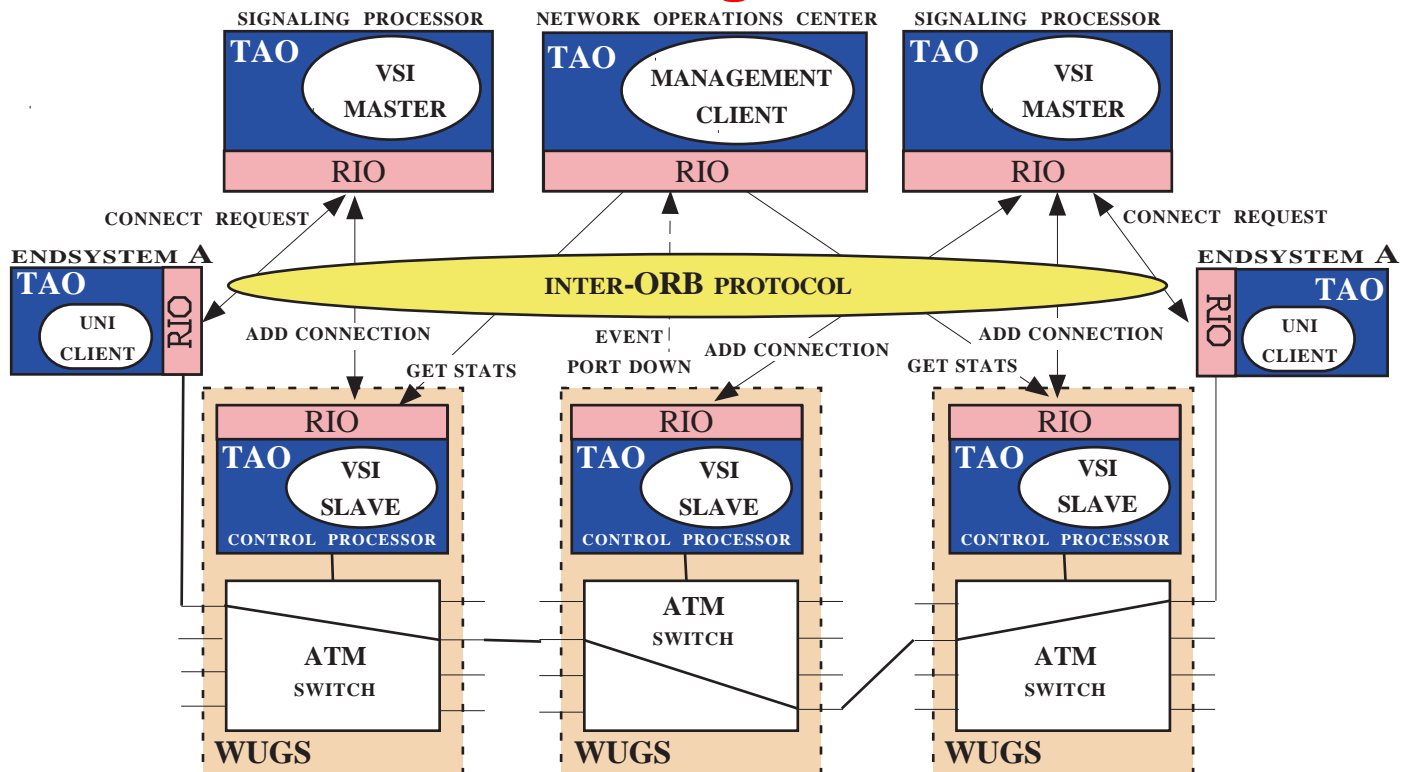 SIGNALING PROCESSOR
NETWORK OPERATIONS CENTER
SIGNALING PROCESSOR
TAO
VSI
MASTER
RIO
TAO
MANAGEMENT
CLIENT
RIO
TAO
VSI
MASTER
RIO
CONNECT REQUEST
CONNECT REQUEST
ENDSYSTEM A
TAO
UNI
CLIENT
RIO
INTER-ORB PROTOCOL
ENDSYSTEM A
RIO
TAO
UNI
CLIENT
ADD CONNECTION
GET STATS
EVENT
PORT DOWN
ADD CONNECTION
ADD CONNECTION
GET STATS
RIO
TAO
VSI
SLAVE
CONTROL PROCESSOR
ATM
SWITCH
WUGS
RIO
TAO
VSI
SLAVE
CONTROL PROCESSOR
ATM
SWITCH
WUGS
RIO
TAO
VSI
SLAVE
CONTROL PROCESSOR
ATM
SWITCH
WUGS